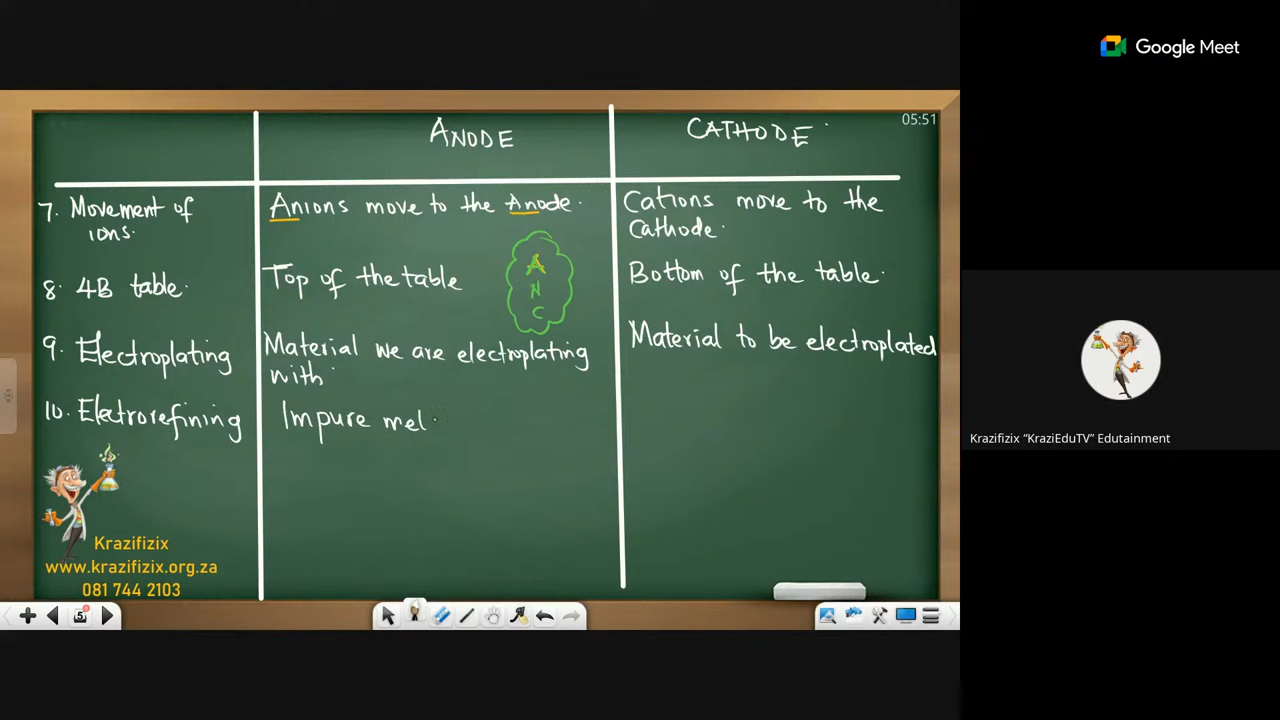 Google Meet
ANODE
CATHODE
05:51
7. Movement of
ions.
Anions move to the Anode.
Cations move to the
Cathode.
8. 4B table.
Top of the table
Bottom of the table.
A
N
C
9. Electroplating
Material we are electroplating
with.
Material to be electroplated
10. Electrorefining
Impure mel
Krazifizix
www.krazifizix.org.za
081 744 2103
5
Krazifizix “KraziEduTV” Edutainment